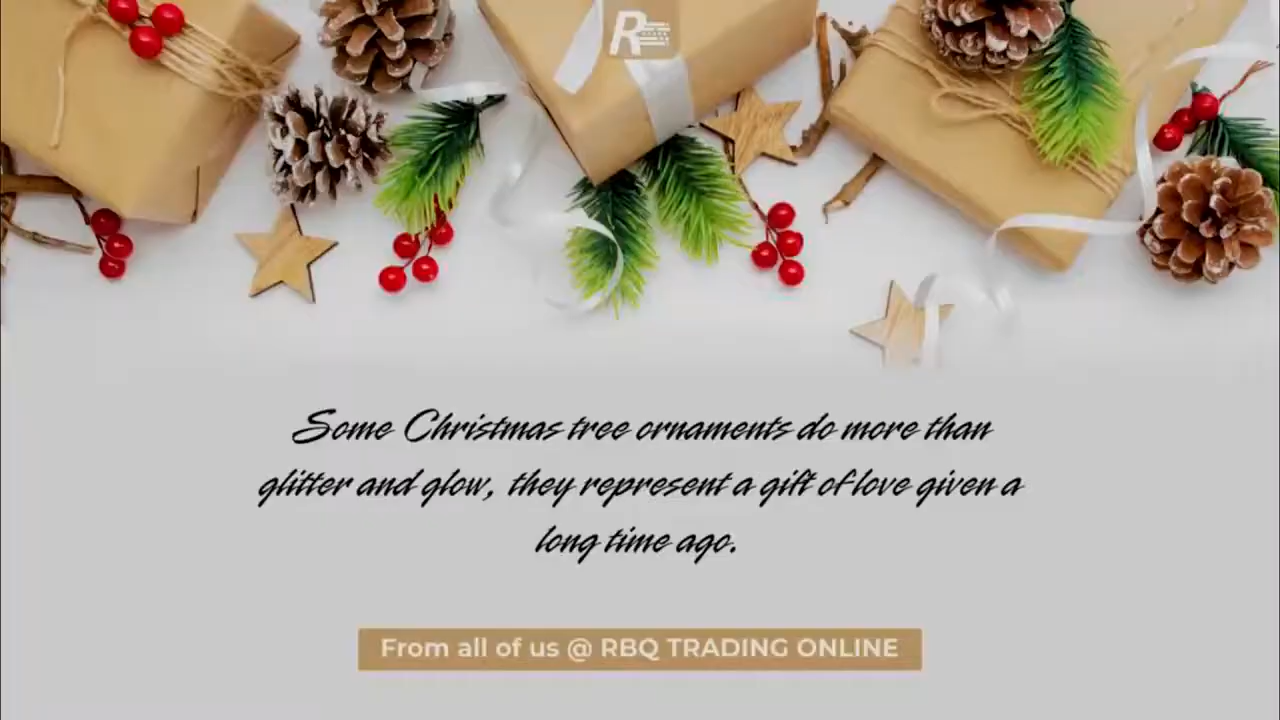 R
Some Christmas tree ornaments do more than
glitter and glow, they represent a gift of love given a
long time ago.
From all of us @ RBQ TRADING ONLINE